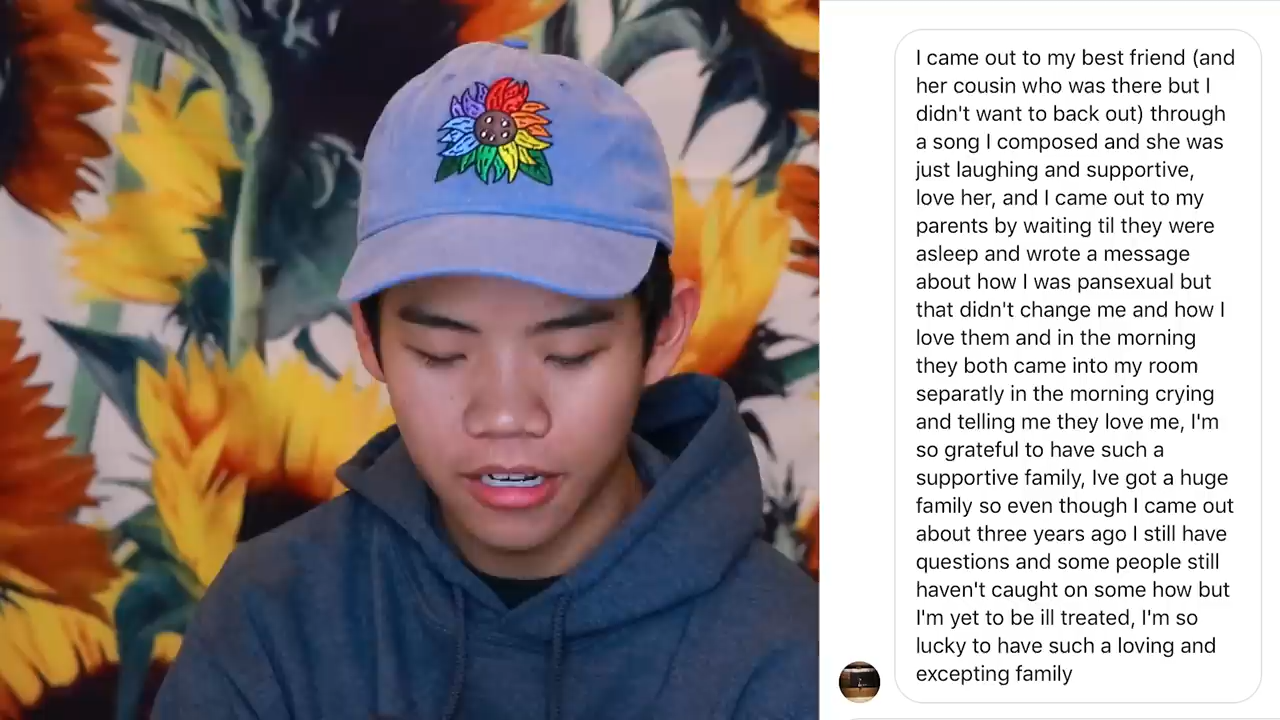 I came out to my best friend (and
her cousin who was there but I
didn't want to back out) through
a song I composed and she was
just laughing and supportive,
love her, and I came out to my
parents by waiting til they were
asleep and wrote a message
about how I was pansexual but
that didn't change me and how I
love them and in the morning
they both came into my room
separatly in the morning crying
and telling me they love me, I'm
so grateful to have such a
supportive family, Ive got a huge
family so even though I came out
about three years ago I still have
questions and some people still
haven't caught on some how but
I'm yet to be ill treated, I'm so
lucky to have such a loving and
excepting family